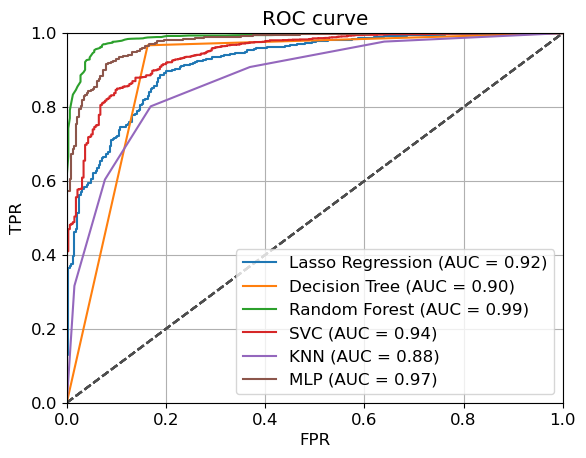 ROC curve
1.0
0.8
0.6
0.4
0.2
0.0
TPR
Lasso Regression (AUC = 0.92)
Decision Tree (AUC = 0.90)
Random Forest (AUC = 0.99)
SVC (AUC = 0.94)
KNN (AUC = 0.88)
MLP (AUC = 0.97)
0.0 0.2 0.4 0.6 0.8 1.0
FPR